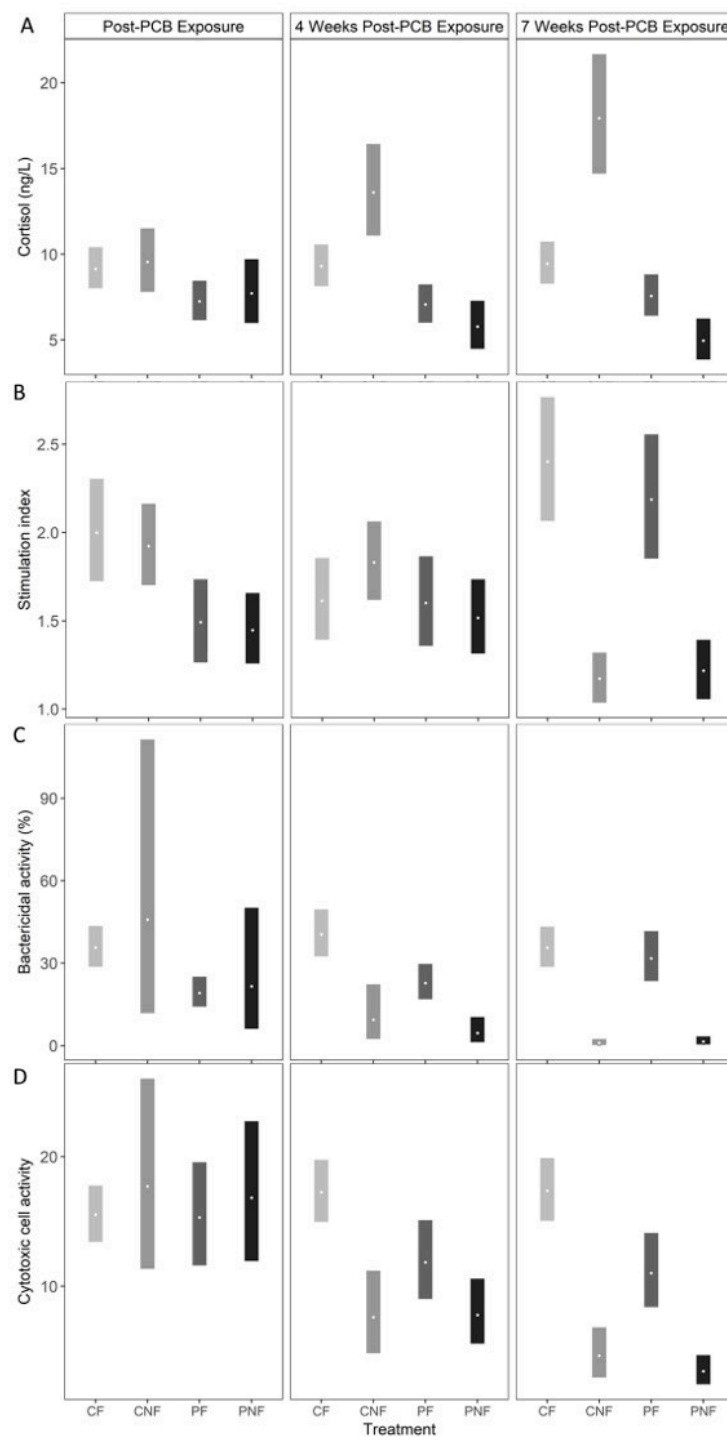 A
Post-PCB Exposure
4 Weeks Post-PCB Exposure
7 Weeks Post-PCB Exposure
20
15
10
5
Cortisol (ng/L)
B
2.5
2.0
1.5
1.0
Stimulation index
C
90
60
30
0
Bactericidal activity (%)
D
20
10
Cytotoxic cell activity
CF CNF PF PNF CF CNF PF PNF CF CNF PF PNF
Treatment